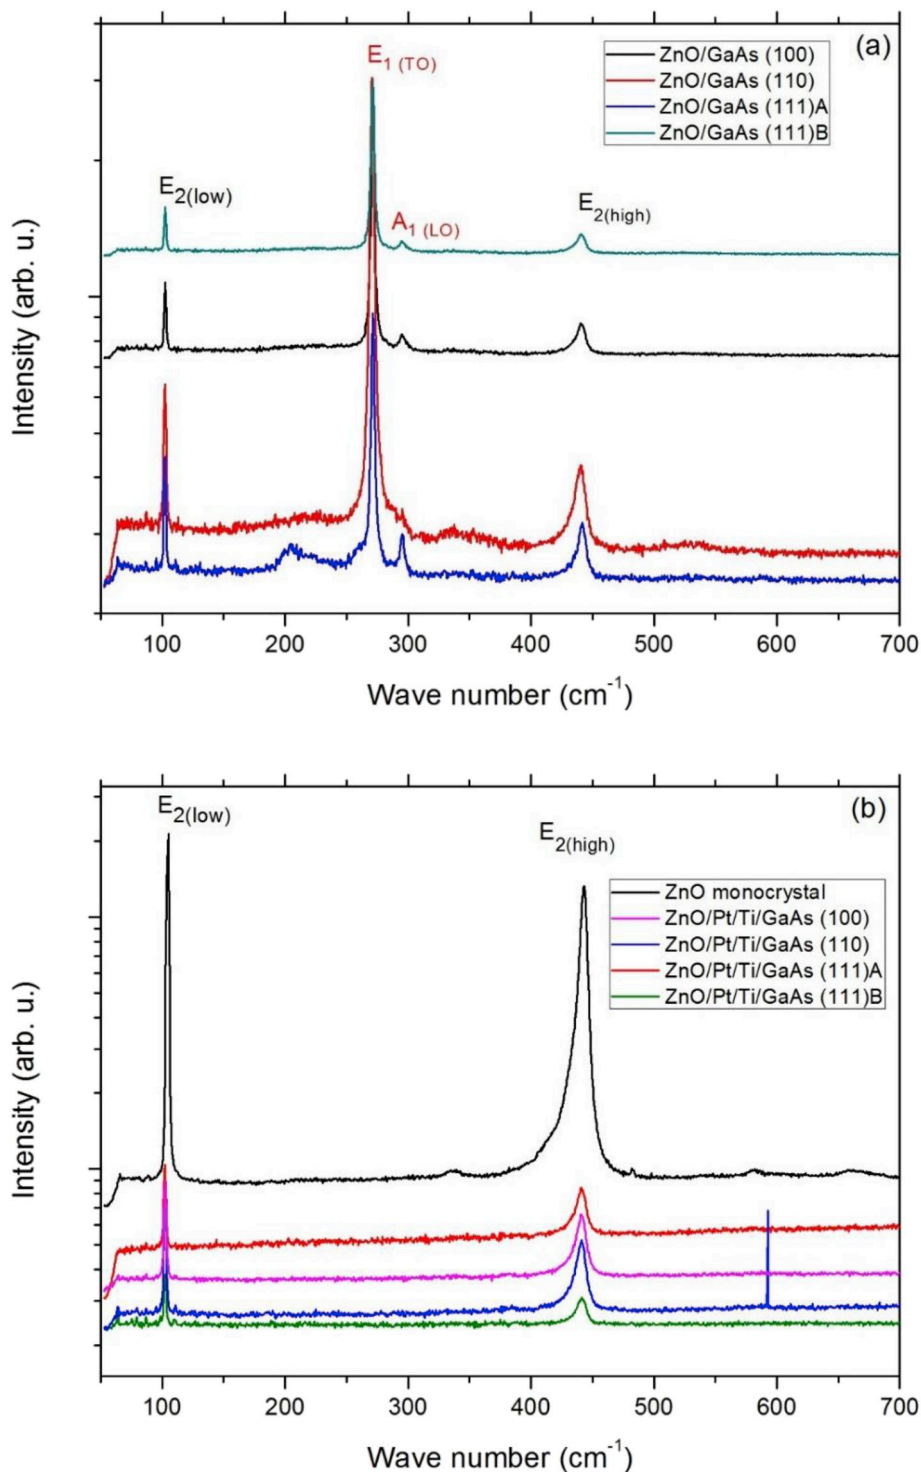 (a)
ZnO/GaAs (100)
ZnO/GaAs (110)
ZnO/GaAs (111)A
ZnO/GaAs (111)B
E1 (TO)
E2(low)
A1 (LO)
E2(high)
Intensity (arb. u.)
100 200 300 400 500 600 700
Wave number (cm-1)
(b)
E2(low)
E2(high)
ZnO monocrystal
ZnO/Pt/Ti/GaAs (100)
ZnO/Pt/Ti/GaAs (110)
ZnO/Pt/Ti/GaAs (111)A
ZnO/Pt/Ti/GaAs (111)B
Intensity (arb. u.)
100 200 300 400 500 600 700
Wave number (cm-1)